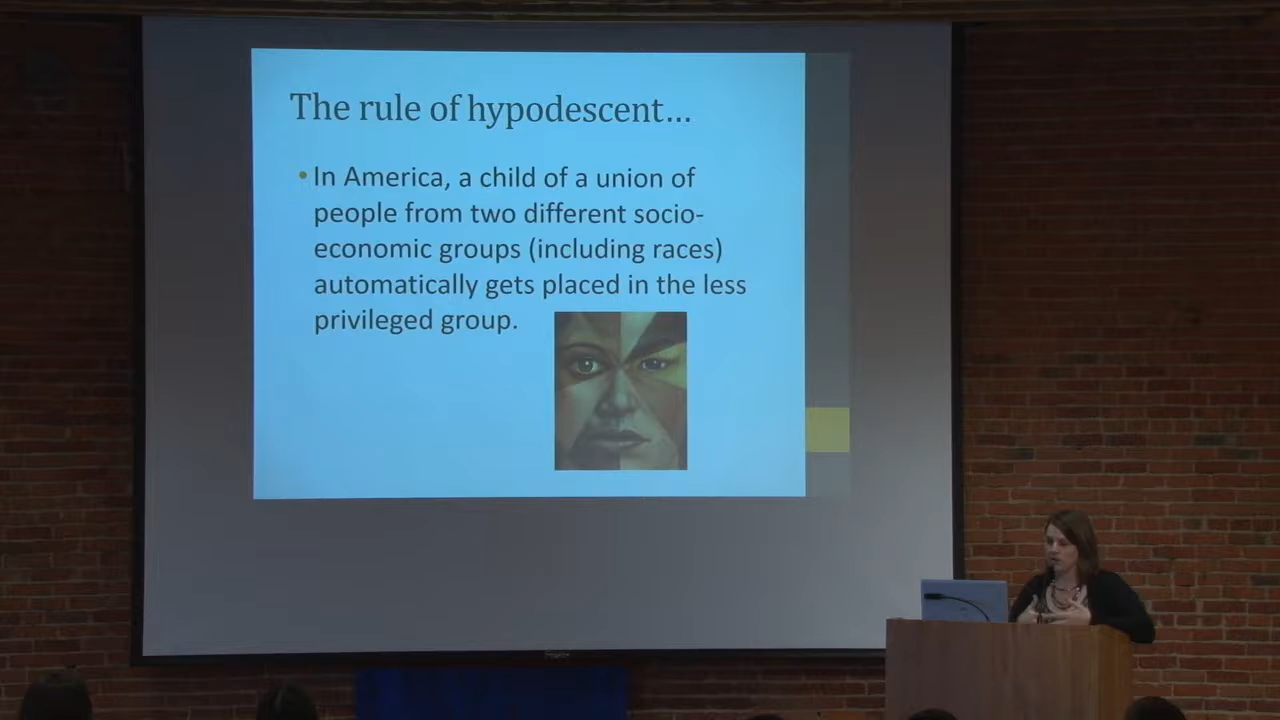 The rule of hypodescent...
• In America, a child of a union of
people from two different socio-
economic groups (including races)
automatically gets placed in the less
privileged group.